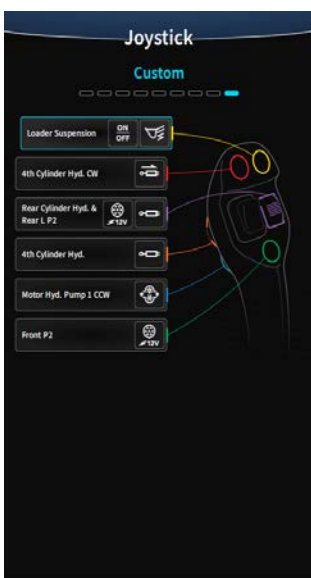 Joystick
Custom
Loader Suspension
ON
OFF
4th Cylinder Hyd. CW
Rear Cylinder Hyd. &
Rear L P2
12V
4th Cylinder Hyd.
Motor Hyd. Pump 1 CCW
Front P2
12V